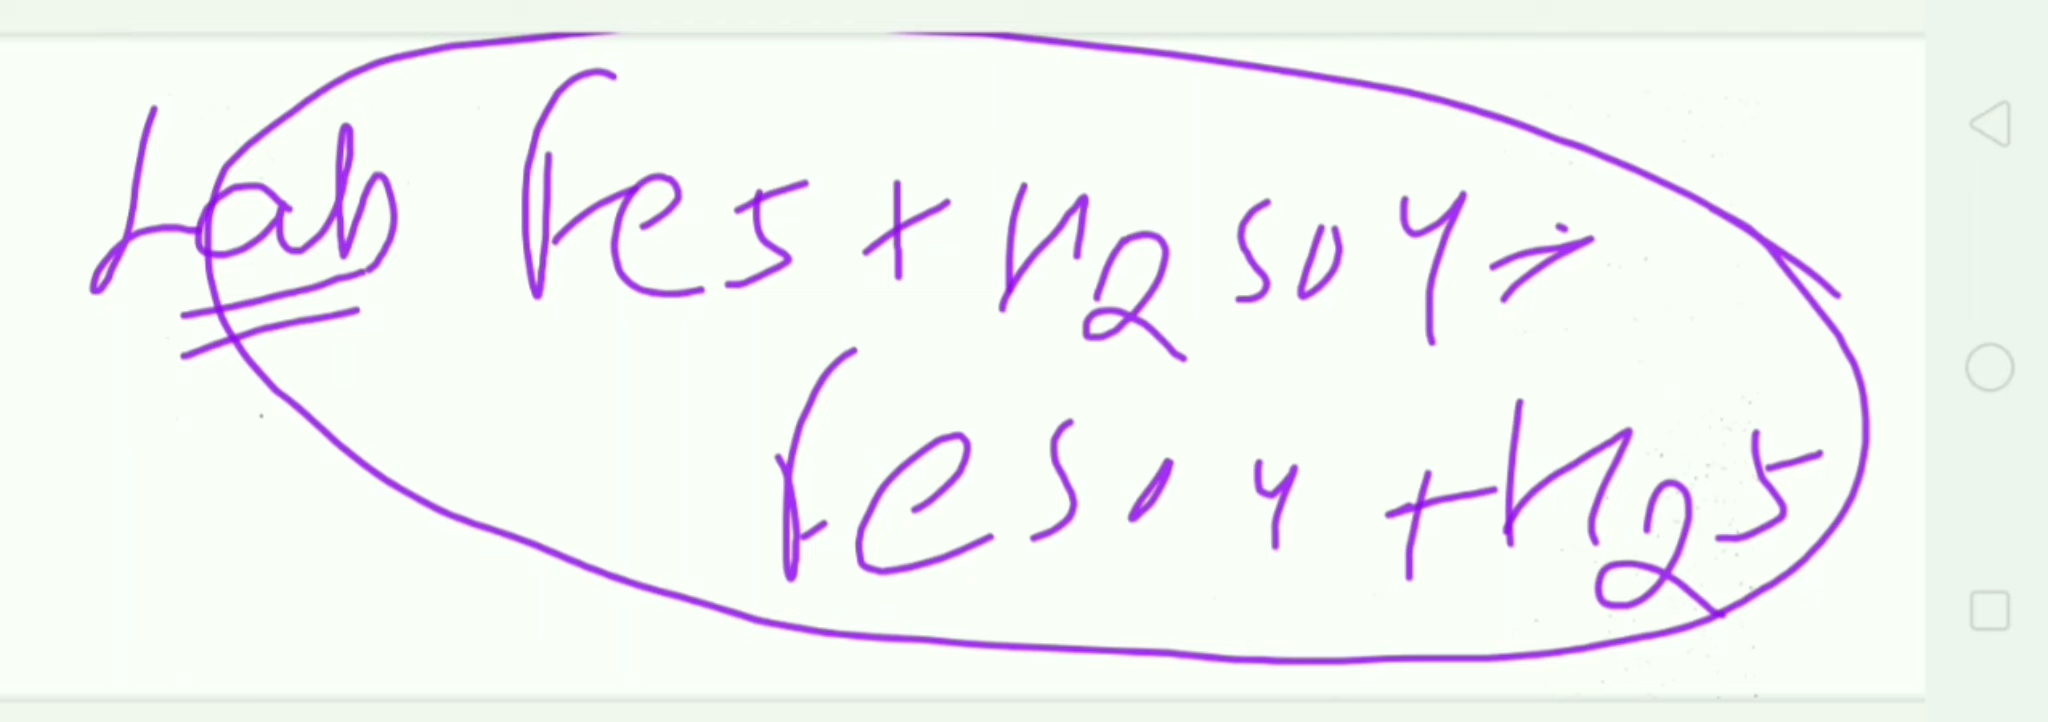 Lab FeS + H2SO4 =
FeSO4 + H2S